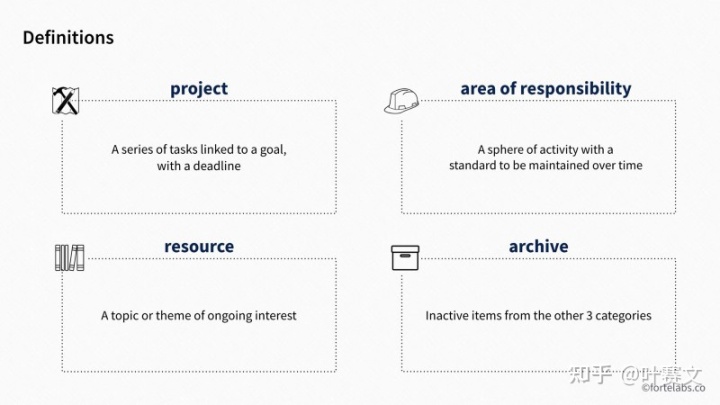 Definitions
project
area of responsibility
A series of tasks linked to a goal,
with a deadline
A sphere of activity with a
standard to be maintained over time
resource
archive
A topic or theme of ongoing interest
Inactive items from the other 3 categories
知乎 @叶赛文
©fortelabs.co